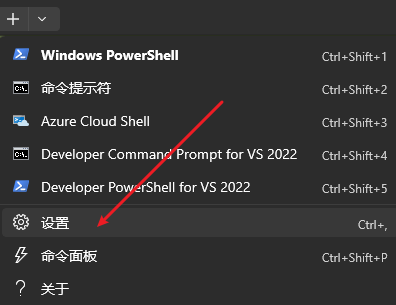 Windows PowerShell Ctrl+Shift+1
命令提示符 Ctrl+Shift+2
Azure Cloud Shell Ctrl+Shift+3
Developer Command Prompt for VS 2022 Ctrl+Shift+4
Developer PowerShell for VS 2022 Ctrl+Shift+5
设置 Ctrl+,
命令面板 Ctrl+Shift+P
关于